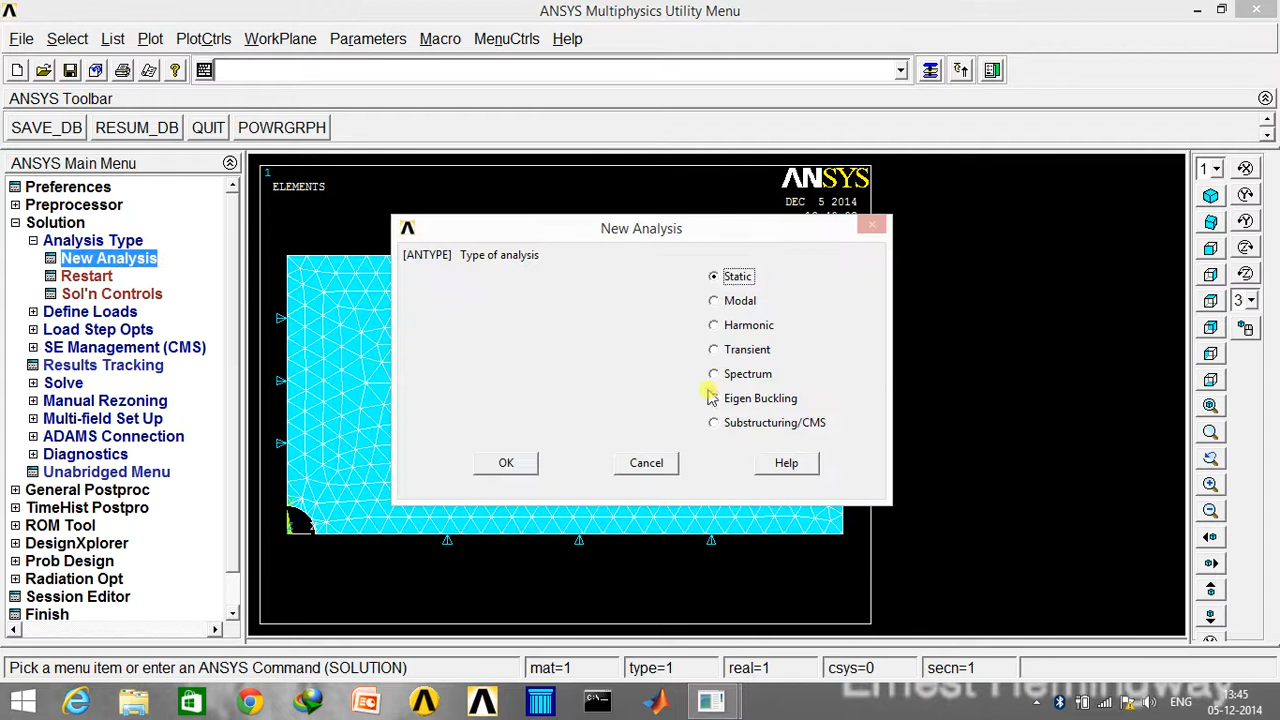 ANSYS Multiphysics Utility Menu
File Select List Plot PlotCtrls WorkPlane Parameters Macro MenuCtrls Help
ANSYS Toolbar
SAVE_DB RESUM_DB QUIT POWRGRPH
ANSYS Main Menu
Preferences
Preprocessor
Solution
Analysis Type
New Analysis
Restart
Sol'n Controls
Define Loads
Load Step Opts
SE Management (CMS)
Results Tracking
Solve
Manual Rezoning
Multi-field Set Up
ADAMS Connection
Diagnostics
Unabridged Menu
General Postproc
TimeHist Postpro
ROM Tool
DesignXplorer
Prob Design
Radiation Opt
Session Editor
Finish
1
ELEMENTS
ANSYS
DEC 5 2014
New Analysis
[ANTYPE] Type of analysis
Static
Modal
Harmonic
Transient
Spectrum
Eigen Buckling
Substructuring/CMS
OK Cancel Help
X
1
3
Pick a menu item or enter an ANSYS Command (SOLUTION) mat=1 type=1 real=1 csys=0 secn=1
ENG
13:45
05-12-2014